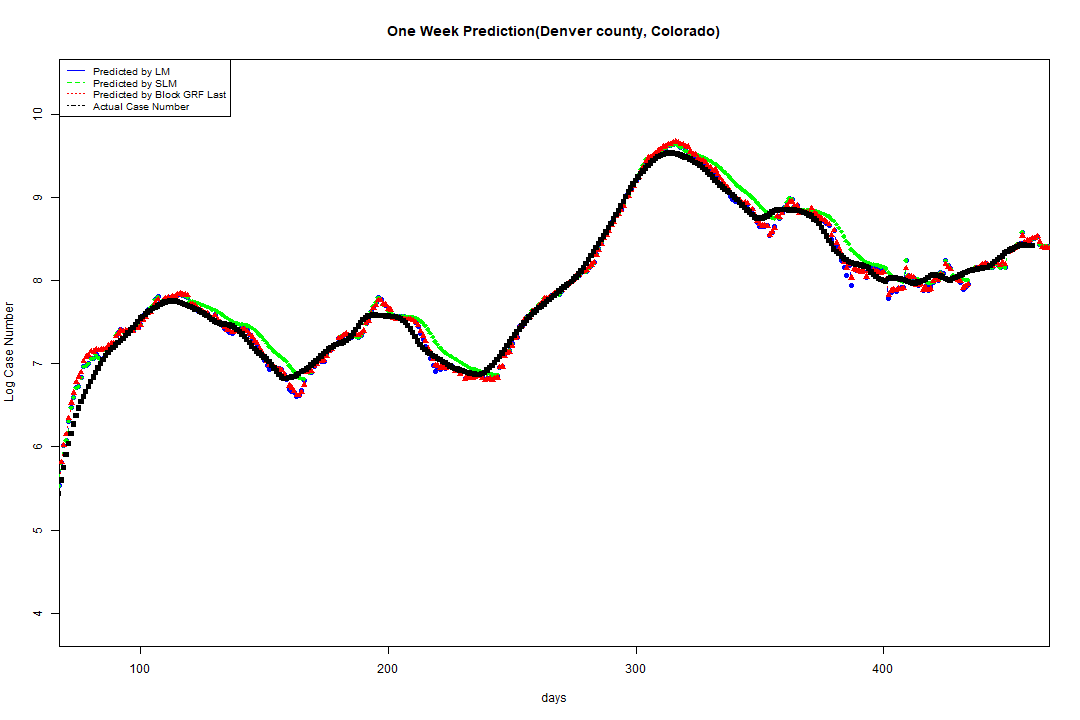 One Week Prediction(Denver county, Colorado)
Predicted by LM
Predicted by SLM
Predicted by Block GRF Last
Actual Case Number
10
9
8
7
6
5
4
Log Case Number
100 200 300 400
days